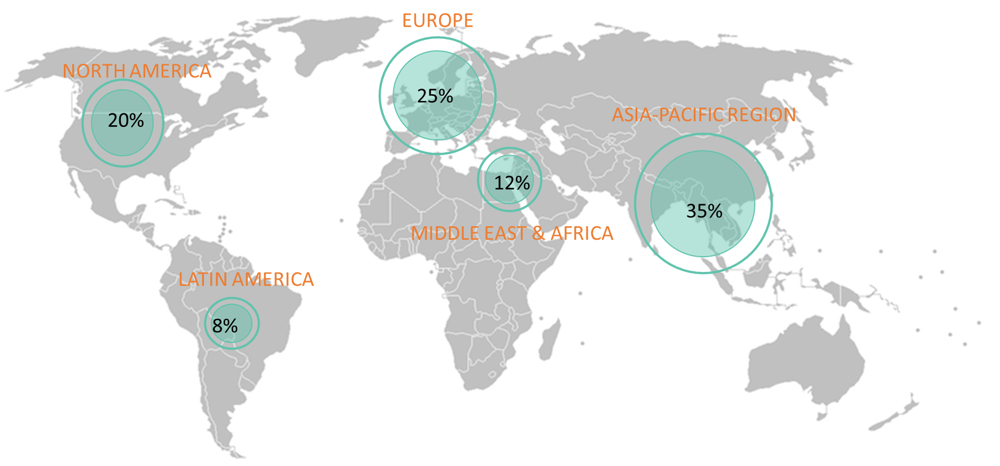 EUROPE
25%
NORTH AMERICA
20%
ASIA-PACIFIC REGION
35%
12%
MIDDLE EAST & AFRICA
LATIN AMERICA
8%